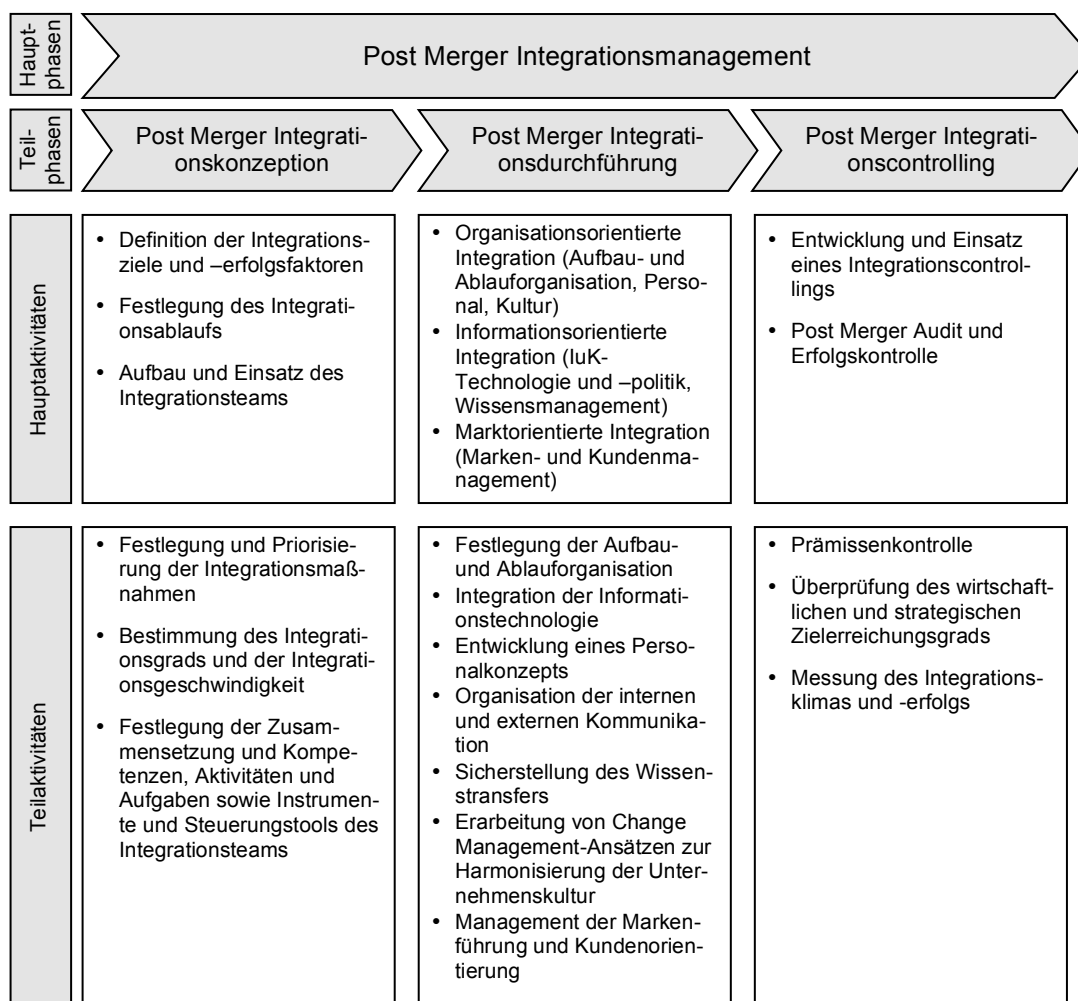 Haupt-
phasen
Post Merger Integrationsmanagement
Teil-
phasen
Post Merger Integrati-
onskonzeption
Post Merger Integrati-
onsdurchführung
Post Merger Integrati-
onscontrolling
Hauptaktivitäten
• Definition der Integrations-
ziele und –erfolgsfaktoren
• Festlegung des Integrati-
onsablaufs
• Aufbau und Einsatz des
Integrationsteams
• Organisationsorientierte
Integration (Aufbau- und
Ablauforganisation, Perso-
nal, Kultur)
• Informationsorientierte
Integration (IuK-
Technologie und –politik,
Wissensmanagement)
• Marktorientierte Integration
(Marken- und Kundenma-
nagement)
• Entwicklung und Einsatz
eines Integrationscontrol-
lings
• Post Merger Audit und
Erfolgskontrolle
Teilaktivitäten
• Festlegung und Priorisie-
rung der Integrationsmaß-
nahmen
• Bestimmung des Integrati-
onsgrads und der Integrati-
onsgeschwindigkeit
• Festlegung der Zusam-
mensetzung und Kompe-
tenzen, Aktivitäten und
Aufgaben sowie Instrumen-
te und Steuerungstools des
Integrationsteams
• Festlegung der Aufbau-
und Ablauforganisation
• Integration der Informati-
onstechnologie
• Entwicklung eines Perso-
nalkonzepts
• Organisation der internen
und externen Kommunika-
tion
• Sicherstellung des Wissen-
stransfers
• Erarbeitung von Change
Management-Ansätzen zur
Harmonisierung der Unter-
nehmenskultur
• Management der Marken-
führung und Kundenorien-
tierung
• Prämissenkontrolle
• Überprüfung des wirtschaft-
lichen und strategischen
Zielerreichungsgrads
• Messung des Integrations-
klimas und -erfolgs